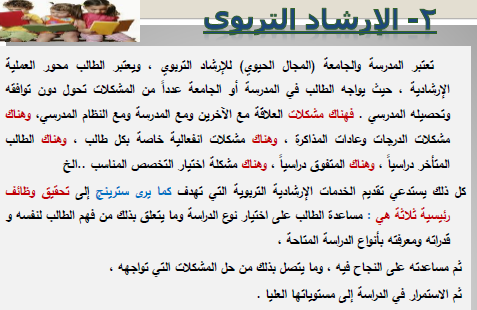 ٢- الإرشاد التربوى
تعتبر المدرسة والجامعة (المجال الحيوي) للإرشاد التربوي ، ويعتبر الطالب محور العملية
الإرشادية ، حيث يواجه الطالب في المدرسة أو الجامعة عدداً من المشكلات تحول دون توافقه
وتحصيله المدرسي . فهناك مشكلات العلاقة مع الآخرين ومع المدرسة ومع النظام المدرسي، وهناك
مشكلات الدرجات وعادات المذاكرة ، وهناك مشكلات انفعالية خاصة بكل طالب ، وهناك الطالب
المتأخر دراسياً ، وهناك المتفوق دراسياً ، وهناك مشكلة اختيار التخصص المناسب ..الخ
كل ذلك يستدعي تقديم الخدمات الإرشادية التربوية التي تهدف كما يرى سترينج إلى تحقيق وظائف
رئيسية ثلاثة هي : مساعدة الطالب على اختيار نوع الدراسة وما يتعلق بذلك من فهم الطالب لنفسه و
قدراته ومعرفته بأنواع الدراسة المتاحة ،
ثم مساعدته على النجاح فيه ، وما يتصل بذلك من حل المشكلات التي تواجهه ،
ثم الاستمرار في الدراسة إلى مستوياتها العليا .